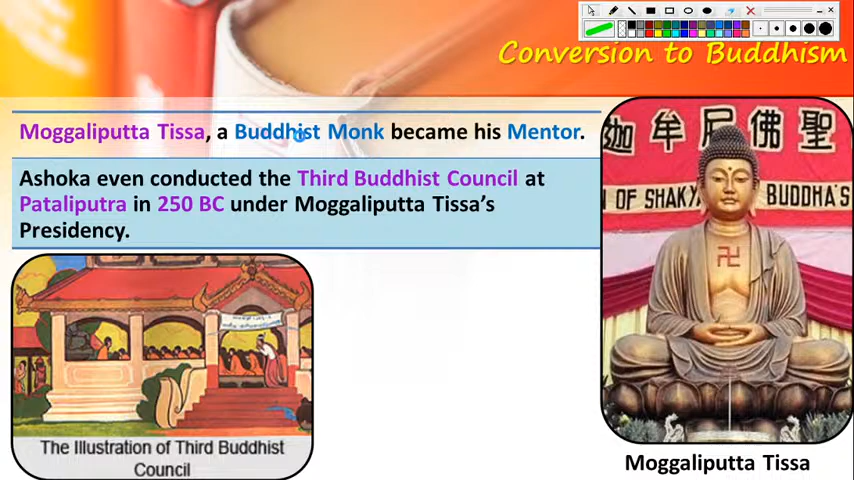 Conversion to Buddhism
Moggaliputta Tissa, a Buddhist Monk became his Mentor.
Ashoka even conducted the Third Buddhist Council at
Pataliputra in 250 BC under Moggaliputta Tissa's
Presidency.
迦牟尼佛聖
N OF SHAKY BUDDHA'S
卍
The Illustration of Third Buddhist
Council
Moggaliputta Tissa